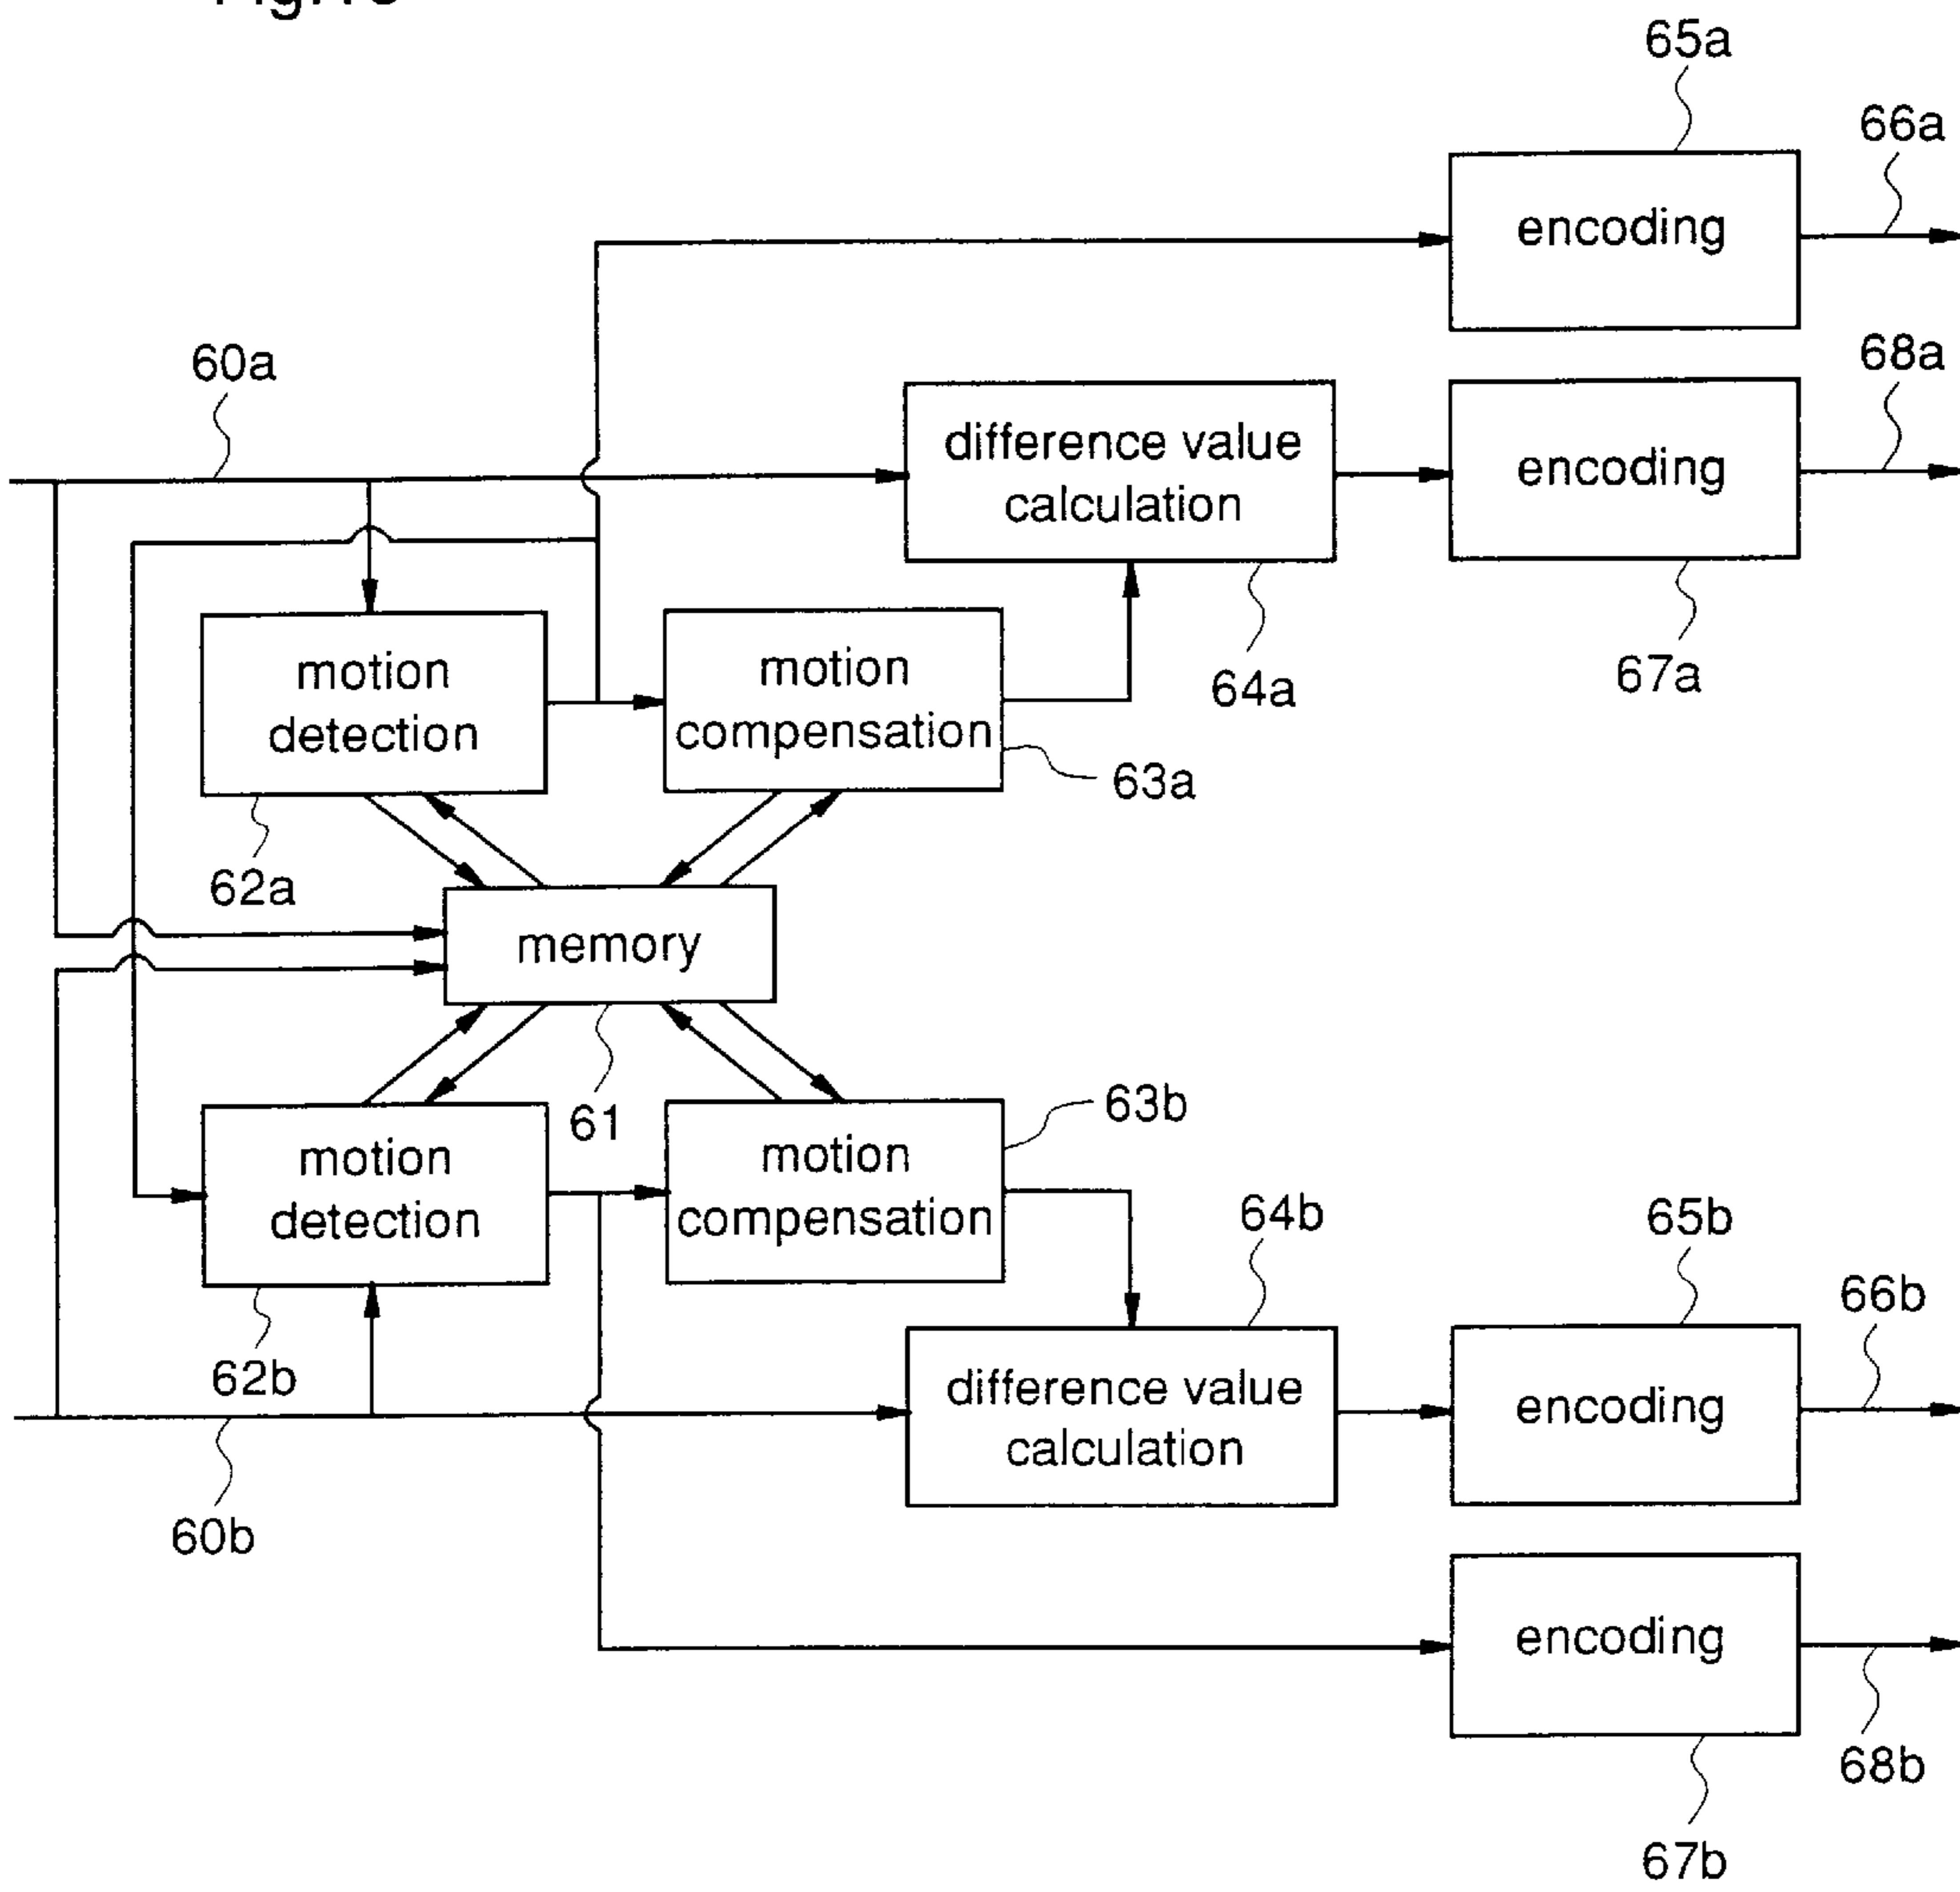 65a
66a
encoding
60a
68a
difference value
calculation
encoding
motion
detection
motion
compensation
64a
67a
63a
62a
memory
61
63b
motion
detection
motion
compensation
64b
65b
66b
62b
difference value
calculation
encoding
60b
encoding
68b
67b